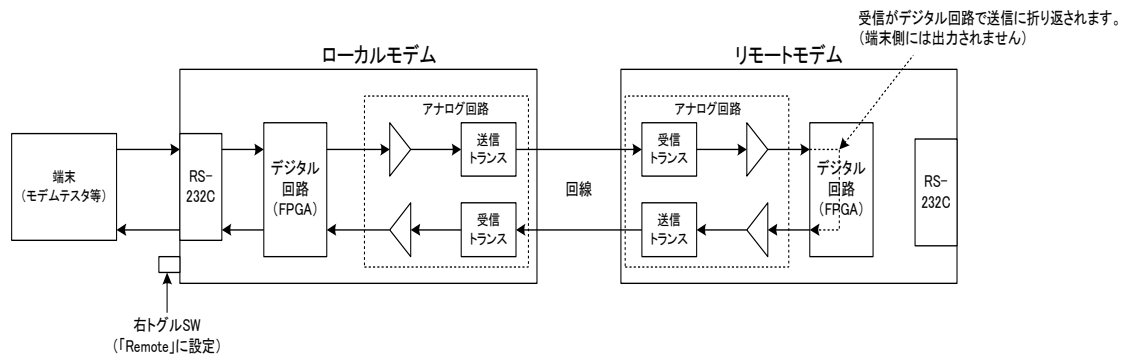 受信がデジタル回路で送信に折り返されます。
（端末側には出力されません）
ローカルモデム
リモートモデム
アナログ回路
アナログ回路
端末
（モデムテスタ等）
RS-
232C
デジタル
回路
（FPGA）
送信
トランス
受信
トランス
回線
受信
トランス
送信
トランス
デジタル
回路
（FPGA）
RS-
232C
右トグルSW
（「Remote」に設定）